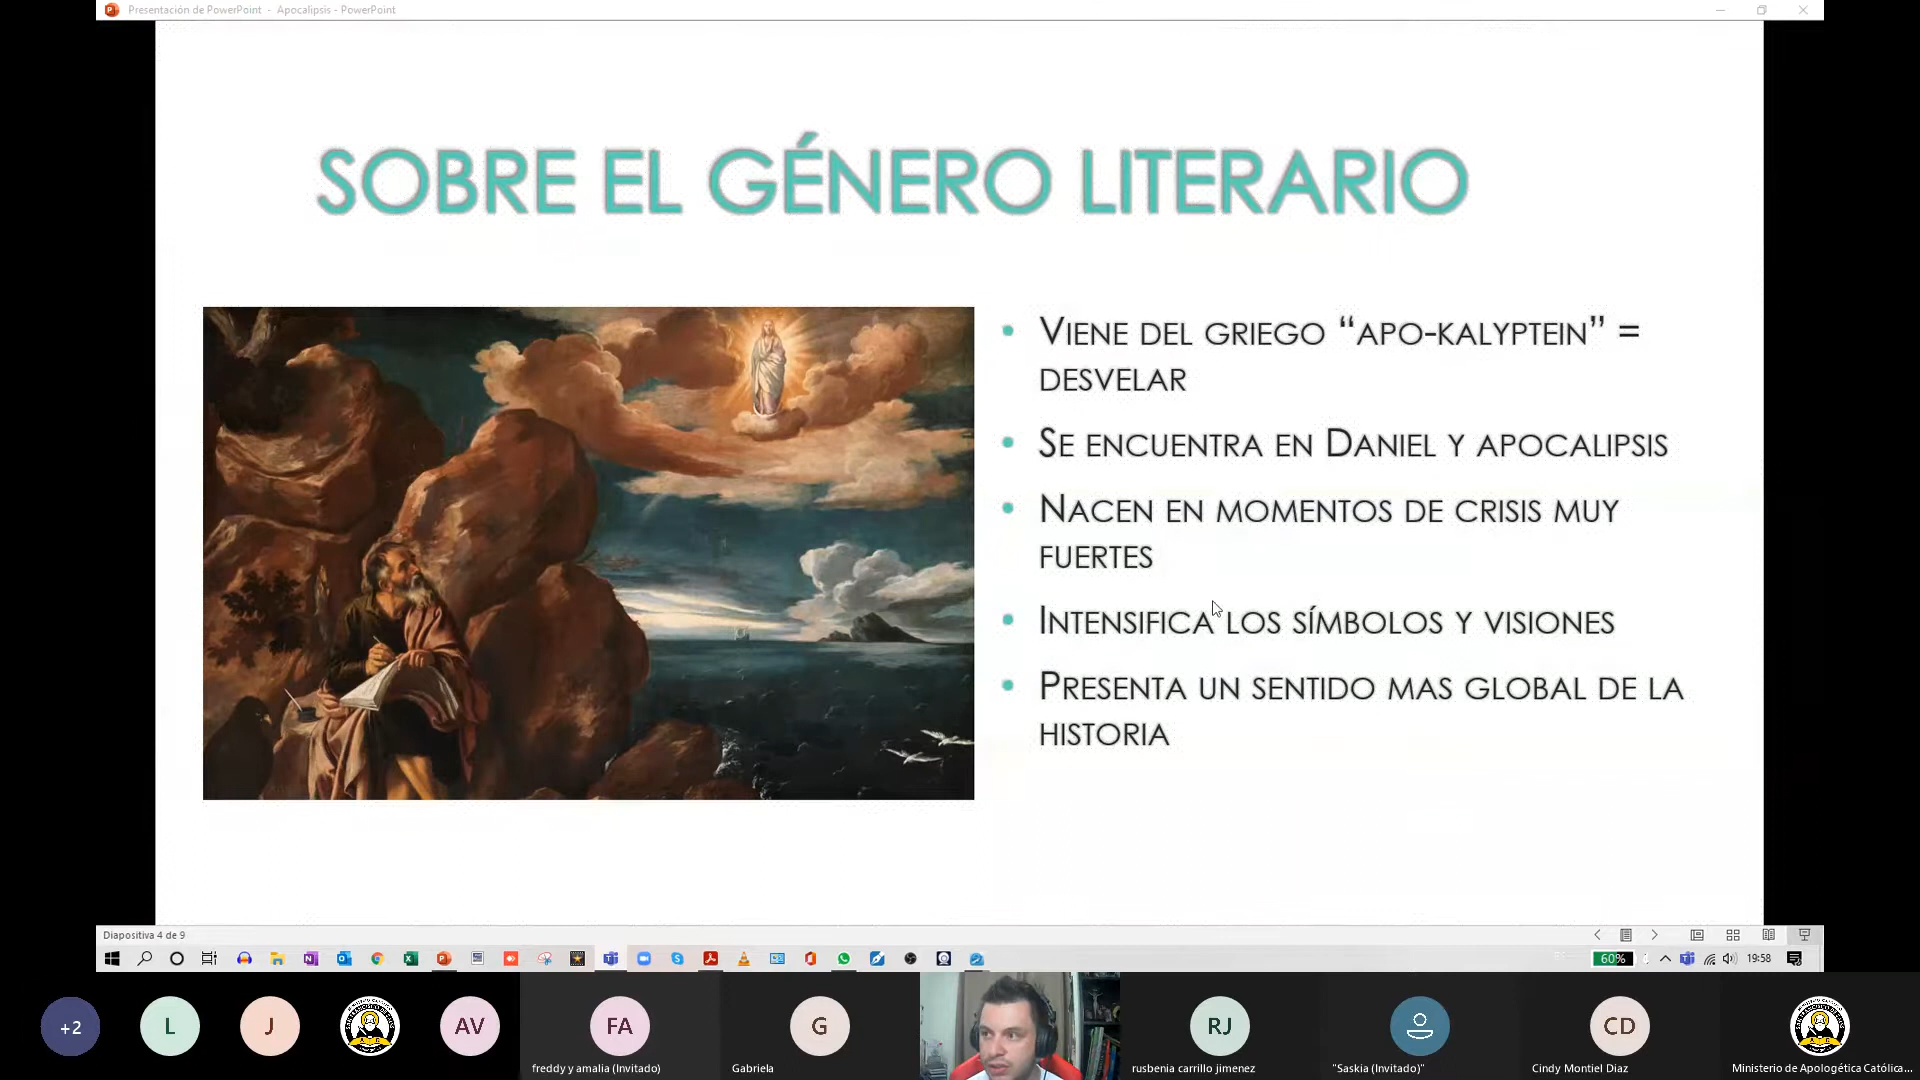 Presentación de PowerPoint - Apocalipsis - PowerPoint
SOBRE EL GÉNERO LITERARIO
• VIENE DEL GRIEGO “APO-KALYPTEIN” =
DESVELAR
• SE ENCUENTRA EN DANIEL Y APOCALIPSIS
• NACEN EN MOMENTOS DE CRISIS MUY
FUERTES
• INTENSIFICA LOS SÍMBOLOS Y VISIONES
• PRESENTA UN SENTIDO MAS GLOBAL DE LA
HISTORIA
Diapositiva 4 de 9
60%
19:58
+2
L
J
AV
FA
G
RJ
CD
freddy y amalia (Invitado)
Gabriela
rusbenia carrillo jimenez
"Saskia (Invitado)"
Cindy Montiel Diaz
Ministerio de Apologética Católica...